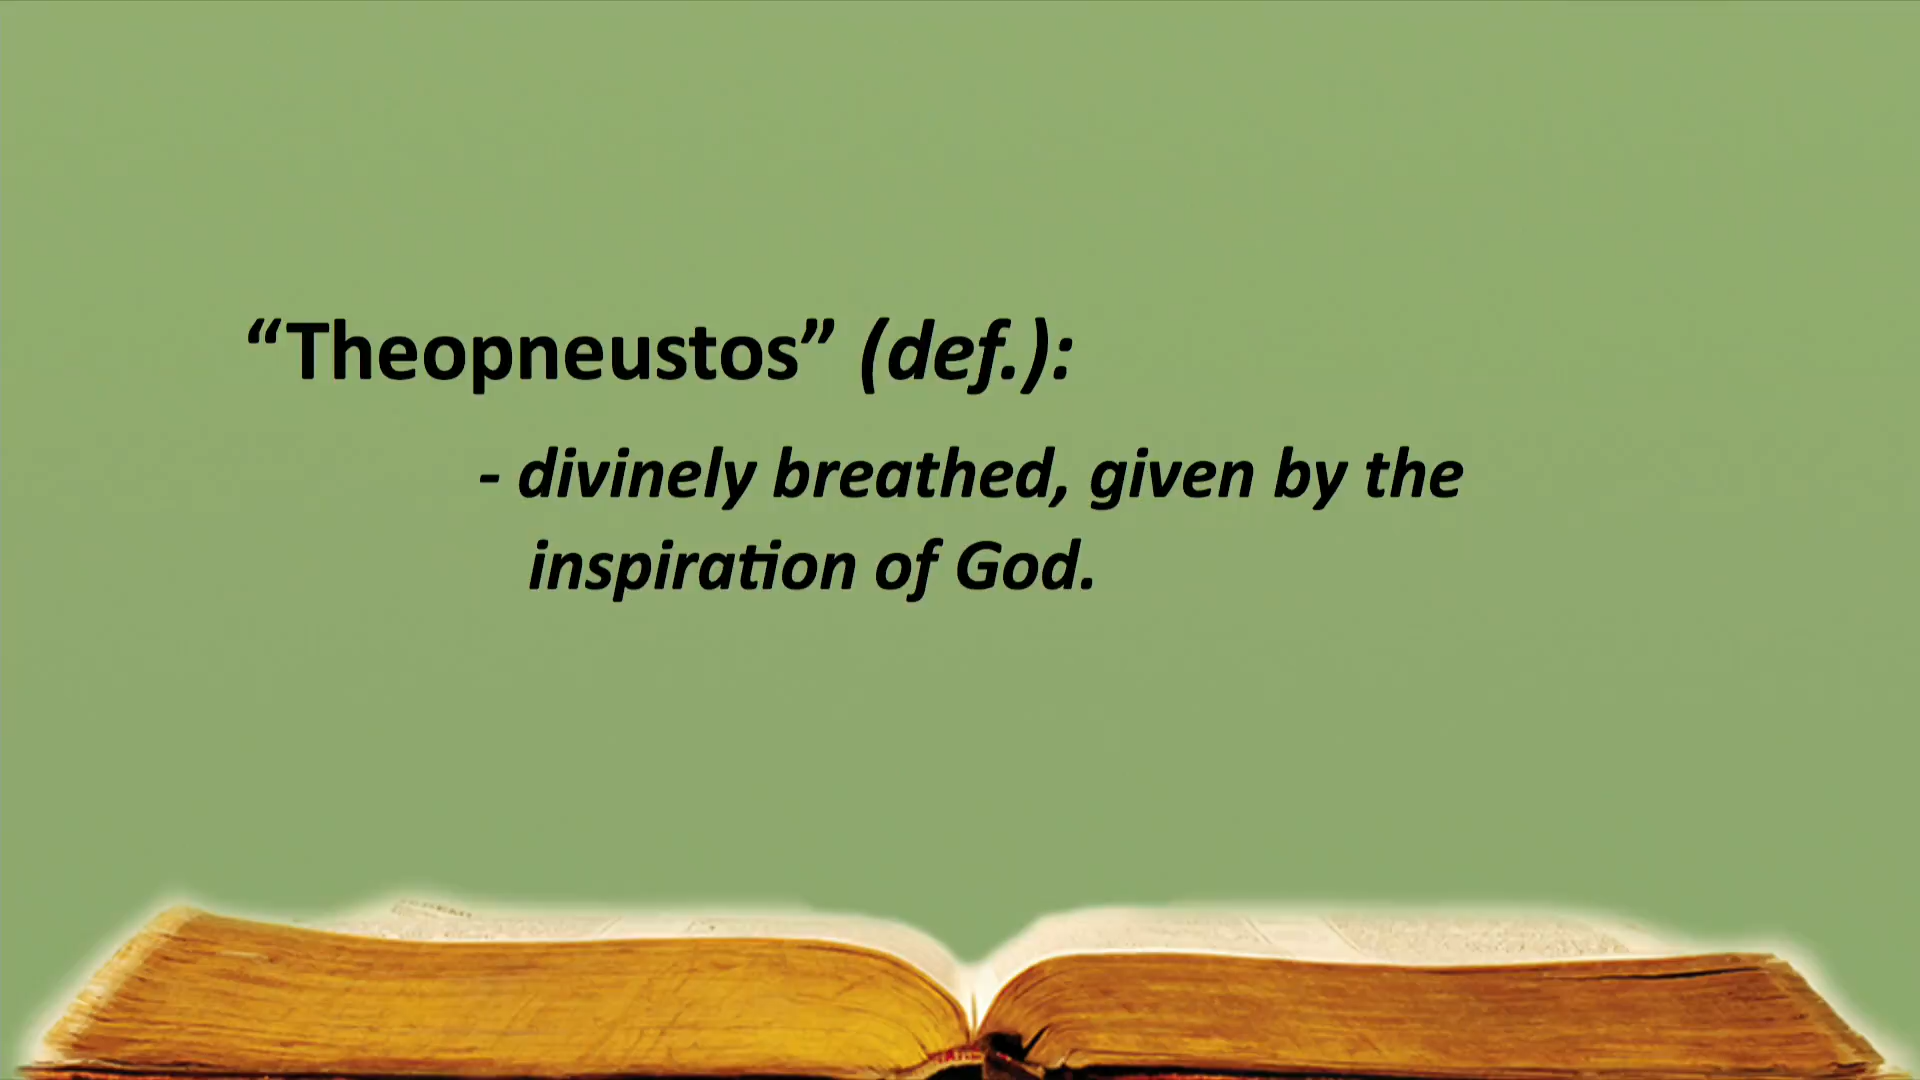 “Theopneustos” (def.):
- divinely breathed, given by the
inspiration of God.